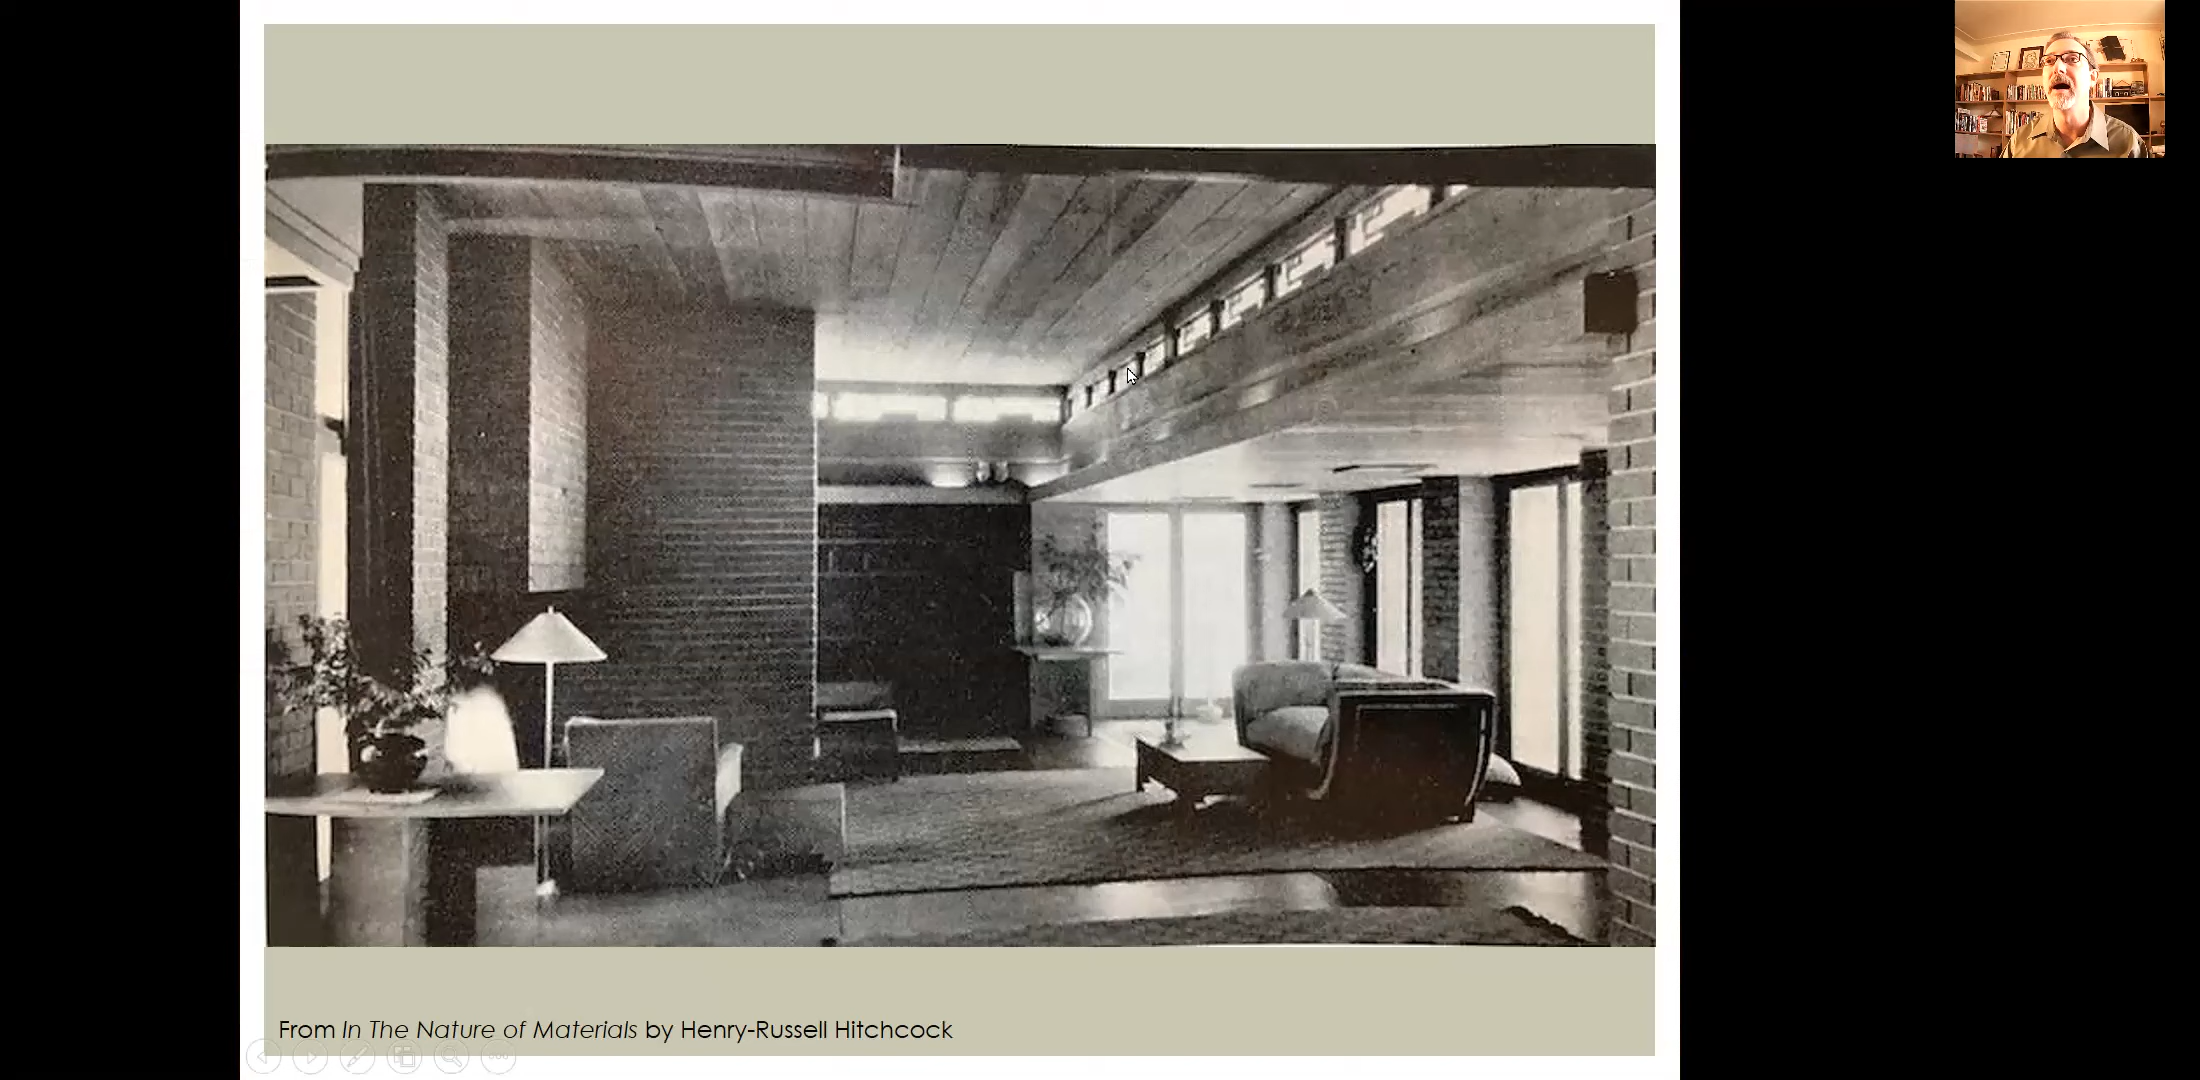 From In The Nature of Materials by Henry-Russell Hitchcock